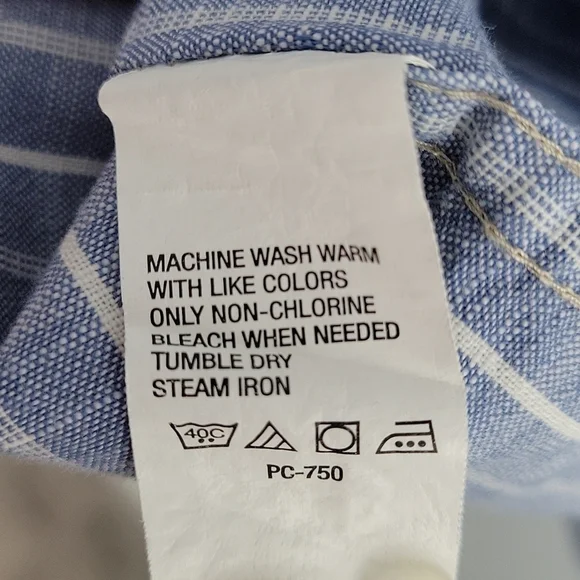 MACHINE WASH WARM
WITH LIKE COLORS
ONLY NON-CHLORINE
BLEACH WHEN NEEDED
TUMBLE DRY
STEAM IRON
40C
PC-750